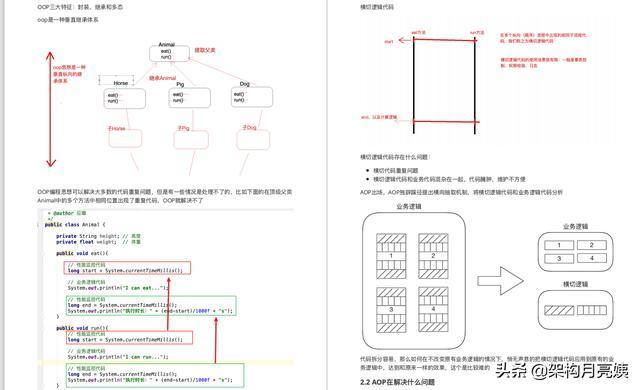 OOP三大特征：封装、继承和多态
oop是一种垂直继承体系
Animal
eat()
run()
提取父类
oop思想是一种
垂直纵向的继
承体系
继承Animal
Horse
eat()
run()
Pig
eat()
run()
Dog
eat()
run()
子Horse
子Pig
子Dog
OOP编程思想可以解决大多数的代码重复问题，但是有一些情况是处理不了的，比如下面的在顶级父类
Animal中的多个方法中相同位置出现了重复代码，OOP就解决不了
* @author 应癫
*/
public class Animal {
private String height; // 高度
private float weight; // 体重
public void eat(){
// 性能监控代码
long start = System.currentTimeMillis();
// 业务逻辑代码
System.out.println("I can eat...");
// 性能监控代码
long end = System.currentTimeMillis();
System.out.println("执行时长：" + (end-start)/1000f + "s");
}
public void run(){
// 性能监控代码
long start = System.currentTimeMillis();
// 业务逻辑代码
System.out.println("I can run...");
// 性能监控代码
long end = System.currentTimeMillis();
System.out.println("执行时长：" + (end-start)/1000f + "s");
}
横切逻辑代码
eat方法
run方法
start
在多个纵向（顺序）流程中出现的相同子流程代
码，我们称之为横切逻辑代码
横切逻辑代码的使用场景很有限：一般是事务控
制、权限校验、日志
end，以及计算逻辑
横切逻辑代码存在什么问题：
横切代码重复问题
横切逻辑代码和业务代码混杂在一起，代码臃肿，维护不方便
AOP出场，AOP独辟蹊径提出横向抽取机制，将横切逻辑代码和业务逻辑代码分析
业务逻辑
1
2
3
4
业务逻辑
1
2
3
4
横切逻辑
代码拆分容易，那么如何在不改变原有业务逻辑的情况下，悄无声息的把横切逻辑代码应用到原有的业
务逻辑中，达到和原来一样的效果，这个是比较难的
2.2 AOP在解决什么问题
头条 @架构月亮姨